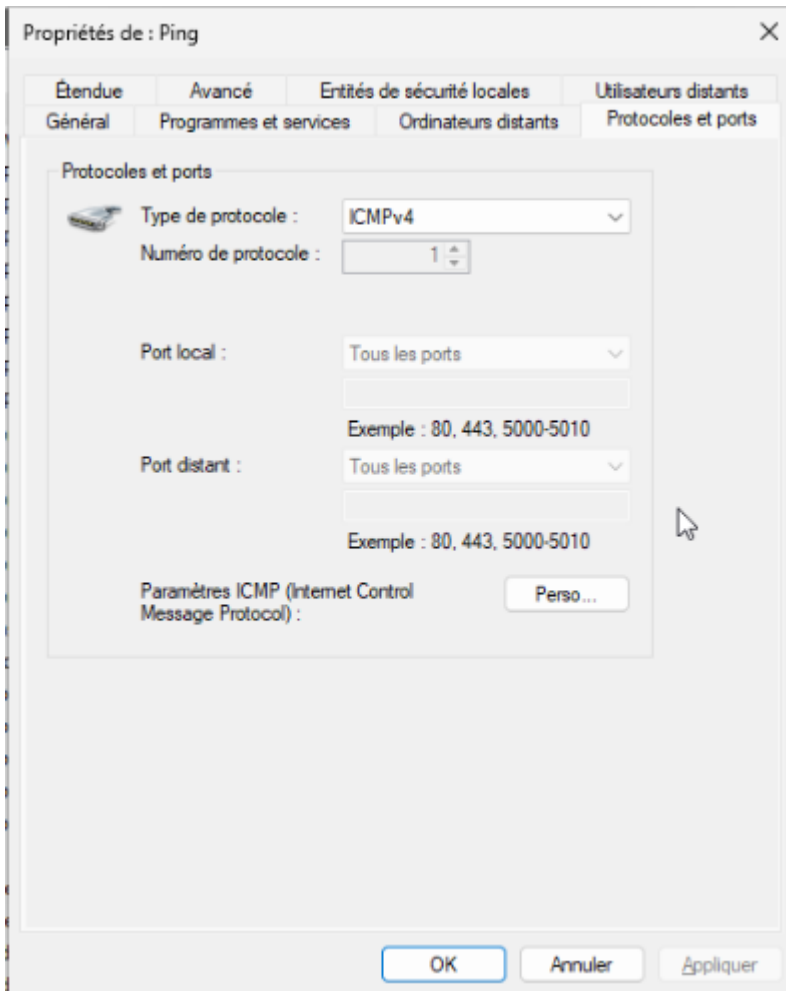 Propriétés de : Ping
Étendue Avancé Entités de sécurité locales Utilisateurs distants
Général Programmes et services Ordinateurs distants Protocoles et ports
Protocoles et ports
Type de protocole : ICMPv4
Numéro de protocole : 1
Port local : Tous les ports
Exemple : 80, 443, 5000-5010
Port distant : Tous les ports
Exemple : 80, 443, 5000-5010
Paramètres ICMP (Internet Control
Message Protocol) :
Perso...
OK Annuler Appliquer